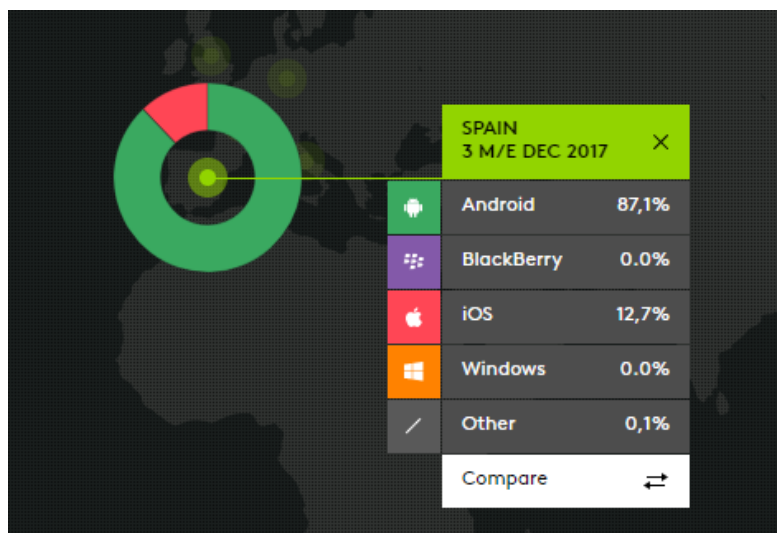 SPAIN
3 M/E DEC 2017
Android 87,1%
BlackBerry 0.0%
iOS 12,7%
Windows 0.0%
Other 0,1%
Compare